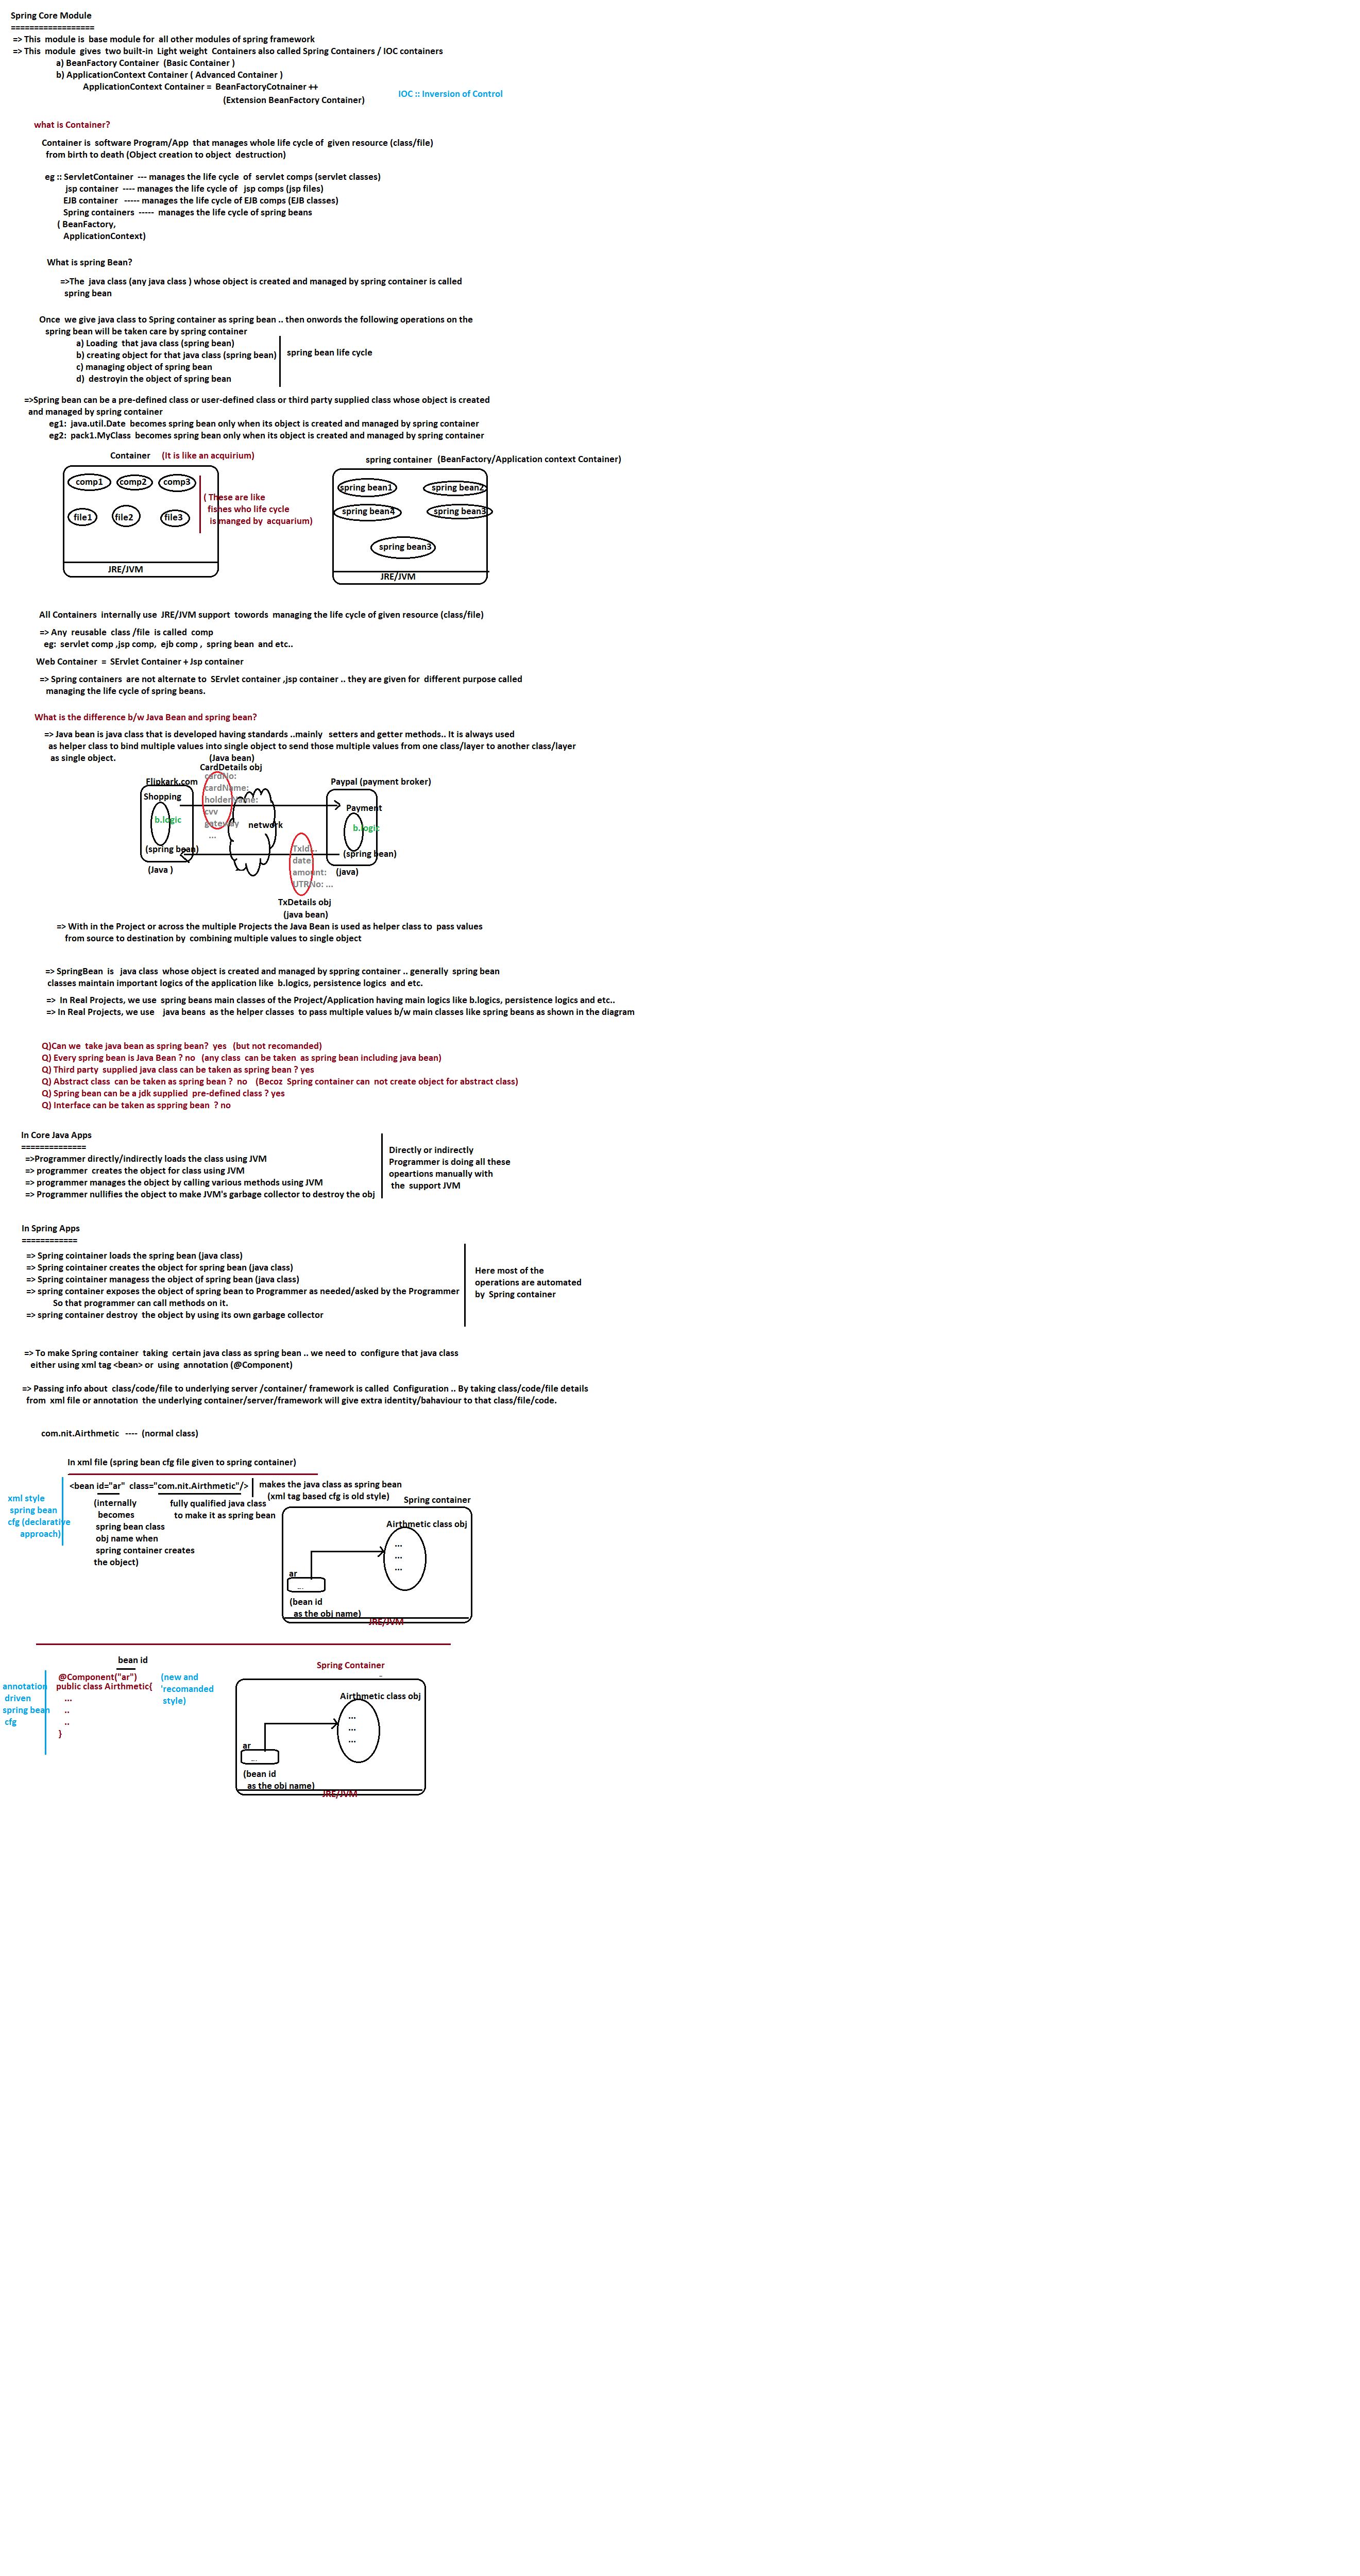 Spring Core Module
==================
=> This module is base module for all other modules of spring framework
=> This module gives two built-in Light weight Containers also called Spring Containers / IOC containers
a) BeanFactory Container (Basic Container )
b) ApplicationContext Container ( Advanced Container )
ApplicationContext Container = BeanFactoryCotnainer ++
(Extension BeanFactory Container)
IOC :: Inversion of Control
what is Container?
Container is software Program/App that manages whole life cycle of given resource (class/file)
from birth to death (Object creation to object destruction)
eg :: ServletContainer --- manages the life cycle of servlet comps (servlet classes)
jsp container ---- manages the life cycle of jsp comps (jsp files)
EJB container ----- manages the life cycle of EJB comps (EJB classes)
Spring containers ----- manages the life cycle of spring beans
( BeanFactory,
ApplicationContext)
What is spring Bean?
=>The java class (any java class ) whose object is created and managed by spring container is called
spring bean
Once we give java class to Spring container as spring bean .. then onwords the following operations on the
spring bean will be taken care by spring container
a) Loading that java class (spring bean)
b) creating object for that java class (spring bean)
c) managing object of spring bean
d) destroyin the object of spring bean
spring bean life cycle
=>Spring bean can be a pre-defined class or user-defined class or third party supplied class whose object is created
and managed by spring container
eg1: java.util.Date becomes spring bean only when its object is created and managed by spring container
eg2: pack1.MyClass becomes spring bean only when its object is created and managed by spring container
Container (It is like an acquirium)
comp1 comp2 comp3
file1 file2 file3
( These are like
fishes who life cycle
is manged by acquarium)
JRE/JVM
spring container (BeanFactory/Application context Container)
spring bean1 spring bean2
spring bean4 spring bean3
spring bean3
JRE/JVM
All Containers internally use JRE/JVM support towords managing the life cycle of given resource (class/file)
=> Any reusable class /file is called comp
eg: servlet comp ,jsp comp, ejb comp , spring bean and etc..
Web Container = SErvlet Container + Jsp container
=> Spring containers are not alternate to SErvlet container ,jsp container .. they are given for different purpose called
managing the life cycle of spring beans.
What is the difference b/w Java Bean and spring bean?
=> Java bean is java class that is developed having standards ..mainly setters and getter methods.. It is always used
as helper class to bind multiple values into single object to send those multiple values from one class/layer to another class/layer
as single object.
(Java bean)
CardDetails obj
cardNo:
cardName:
holderName:
cvv
gateway
...
Flipkark.com
Shopping
b.logic
(spring bean)
(Java )
network
Paypal (payment broker)
Payment
b.logic
(spring bean)
(java)
TxId...
date
amount:
UTRNo: ...
TxDetails obj
(java bean)
=> With in the Project or across the multiple Projects the Java Bean is used as helper class to pass values
from source to destination by combining multiple values to single object
=> SpringBean is java class whose object is created and managed by sppring container .. generally spring bean
classes maintain important logics of the application like b.logics, persistence logics and etc.
=> In Real Projects, we use spring beans main classes of the Project/Application having main logics like b.logics, persistence logics and etc..
=> In Real Projects, we use java beans as the helper classes to pass multiple values b/w main classes like spring beans as shown in the diagram
Q)Can we take java bean as spring bean? yes (but not recomanded)
Q) Every spring bean is Java Bean ? no (any class can be taken as spring bean including java bean)
Q) Third party supplied java class can be taken as spring bean ? yes
Q) Abstract class can be taken as spring bean ? no (Becoz Spring container can not create object for abstract class)
Q) Spring bean can be a jdk supplied pre-defined class ? yes
Q) Interface can be taken as sppring bean ? no
In Core Java Apps
==============
=>Programmer directly/indirectly loads the class using JVM
=> programmer creates the object for class using JVM
=> programmer manages the object by calling various methods using JVM
=> Programmer nullifies the object to make JVM's garbage collector to destroy the obj
Directly or indirectly
Programmer is doing all these
opeartions manually with
the support JVM
In Spring Apps
============
=> Spring cointainer loads the spring bean (java class)
=> Spring cointainer creates the object for spring bean (java class)
=> Spring cointainer managess the object of spring bean (java class)
=> spring container exposes the object of spring bean to Programmer as needed/asked by the Programmer
So that programmer can call methods on it.
=> spring container destroy the object by using its own garbage collector
Here most of the
operations are automated
by Spring container
=> To make Spring container taking certain java class as spring bean .. we need to configure that java class
either using xml tag <bean> or using annotation (@Component)
=> Passing info about class/code/file to underlying server /container/ framework is called Configuration .. By taking class/code/file details
from xml file or annotation the underlying container/server/framework will give extra identity/bahaviour to that class/file/code.
com.nit.Airthmetic ---- (normal class)
In xml file (spring bean cfg file given to spring container)
<bean id="ar" class="com.nit.Airthmetic"/>
makes the java class as spring bean
(xml tag based cfg is old style)
xml style
spring bean
cfg (declarative
approach)
(internally
becomes
spring bean class
obj name when
spring container creates
the object)
fully qualified java class
to make it as spring bean
Spring container
Airthmetic class obj
...
...
...
ar
...
(bean id
as the obj name)
JRE/JVM
bean id
@Component("ar")
public class Airthmetic{
...
..
..
}
annotation
driven
spring bean
cfg
(new and
'recomanded
style)
Spring Container
Airthmetic class obj
...
...
...
ar
...
(bean id
as the obj name)
JRE/JVM